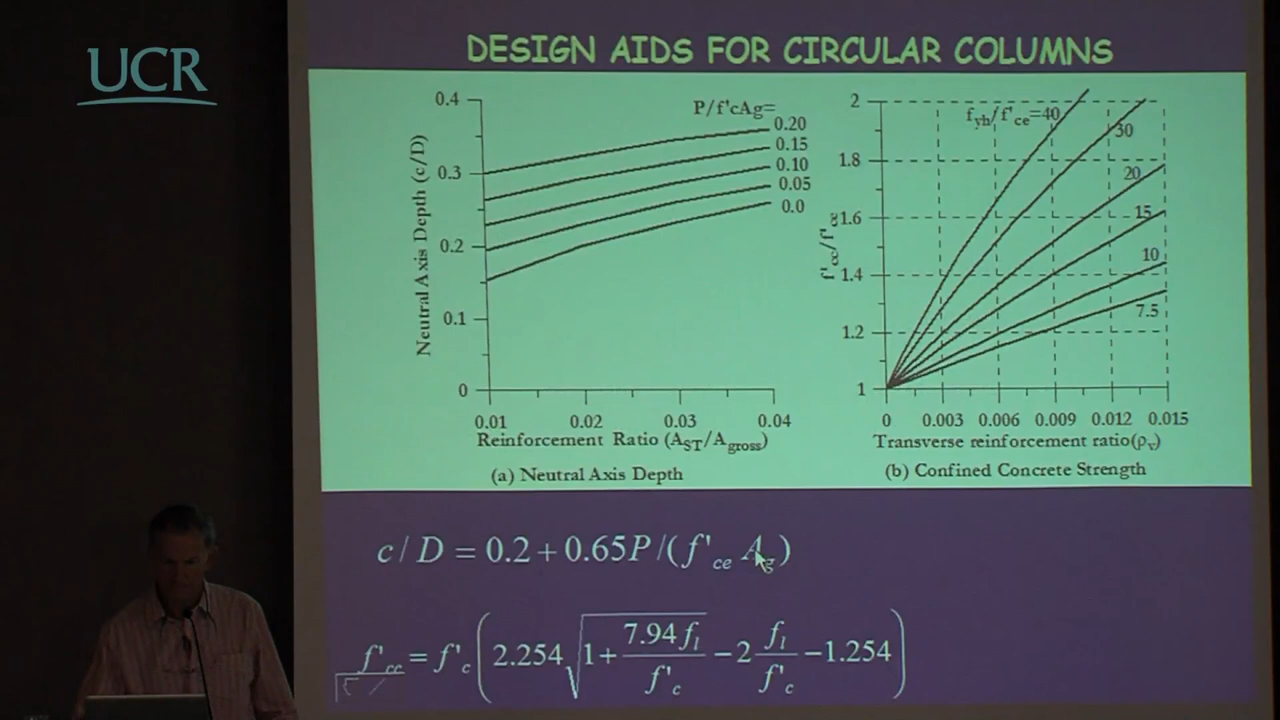 UCR
DESIGN AIDS FOR CIRCULAR COLUMNS
P/f'cAg=
0.20
0.15
0.10
0.05
0.0
0.4
0.3
0.2
0.1
0
Neutral Axis Depth (c/D)
0.01 0.02 0.03 0.04
Reinforcement Ratio (A_ST/A_gross)
(a) Neutral Axis Depth
f_yh/f'_ce=40
30
20
15
10
7.5
2
1.8
1.6
1.4
1.2
1
f'_cc/f'_ce
0 0.003 0.006 0.009 0.012 0.015
Transverse reinforcement ratio(ρ_v)
(b) Confined Concrete Strength
c / D = 0.2 + 0.65P /(f'_ce A_g)
f'_cc = f'_c (2.254 √(1 + 7.94 f_l / f'_c) − 2 f_l / f'_c − 1.254)